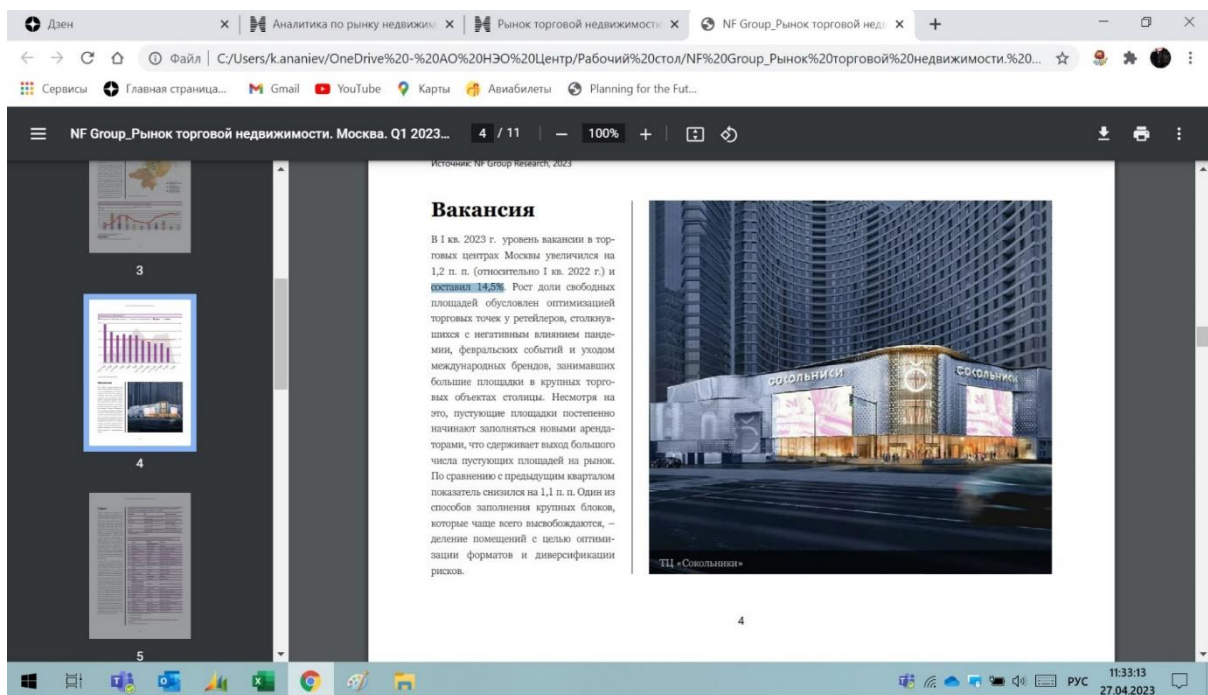 Дзен
Аналитика по рынку недвижим
Рынок торговой недвижимости
NF Group_Рынок торговой недв
Файл | C:/Users/k.ananiev/OneDrive%20-%20АО%20НЭО%20Центр/Рабочий%20стол/NF%20Group_Рынок%20торговой%20недвижимости.%20...
Сервисы Главная страница... Gmail YouTube Карты Авиабилеты Planning for the Fut...
NF Group_Рынок торговой недвижимости. Москва. Q1 2023... 4 / 11 | − 100% +
Источник: NF Group Research, 2023
3
4
5
Вакансия
В I кв. 2023 г. уровень вакансии в тор-
говых центрах Москвы увеличился на
1,2 п. п. (относительно I кв. 2022 г.) и
составил 14,5%. Рост доли свободных
площадей обусловлен оптимизацией
торговых точек у ретейлеров, столкнув-
шихся с негативным влиянием панде-
мии, февральских событий и уходом
международных брендов, занимавших
большие площади в крупных торго-
вых объектах столицы. Несмотря на
это, пустующие площадки постепенно
начинают заполняться новыми аренда-
торами, что сдерживает выход большого
числа пустующих площадей на рынок.
По сравнению с предыдущим кварталом
показатель снизился на 1,1 п. п. Один из
способов заполнения крупных блоков,
которые чаще всего высвобождаются, –
деление помещений с целью оптими-
зации форматов и диверсификации
рисков.
СОКОЛЬНИКИ
СОКОЛЬНИКИ
ТЦ «Сокольники»
4
РУС
11:33:13
27.04.2023